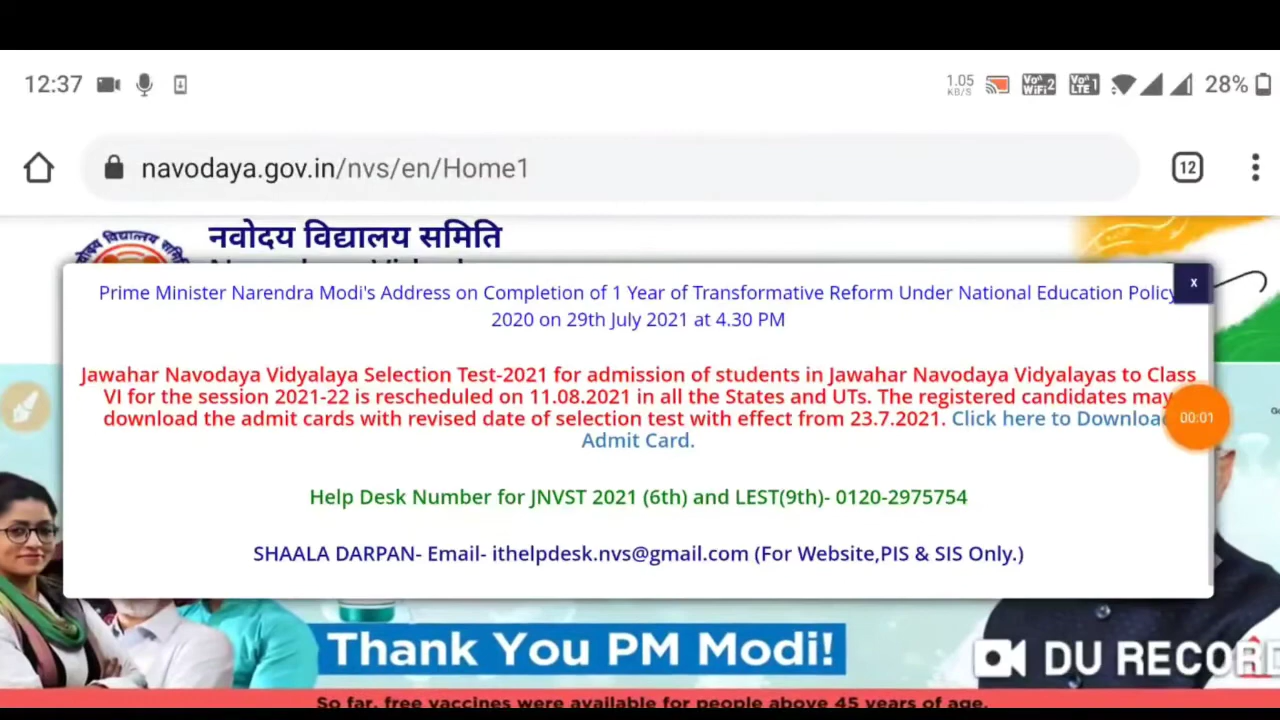 12:37
1.05 KB/S
Vo WiFi2
Vo LTE1
28%
navodaya.gov.in/nvs/en/Home1
12
नवोदय विद्यालय समिति
x
Prime Minister Narendra Modi's Address on Completion of 1 Year of Transformative Reform Under National Education Policy
2020 on 29th July 2021 at 4.30 PM
Jawahar Navodaya Vidyalaya Selection Test-2021 for admission of students in Jawahar Navodaya Vidyalayas to Class
VI for the session 2021-22 is rescheduled on 11.08.2021 in all the States and UTs. The registered candidates may
download the admit cards with revised date of selection test with effect from 23.7.2021. Click here to Download
00:01
Admit Card.
Help Desk Number for JNVST 2021 (6th) and LEST(9th)- 0120-2975754
SHAALA DARPAN- Email- ithelpdesk.nvs@gmail.com (For Website,PIS & SIS Only.)
Thank You PM Modi!
DU RECORD
So far, free vaccines were available for people above 45 years of age.